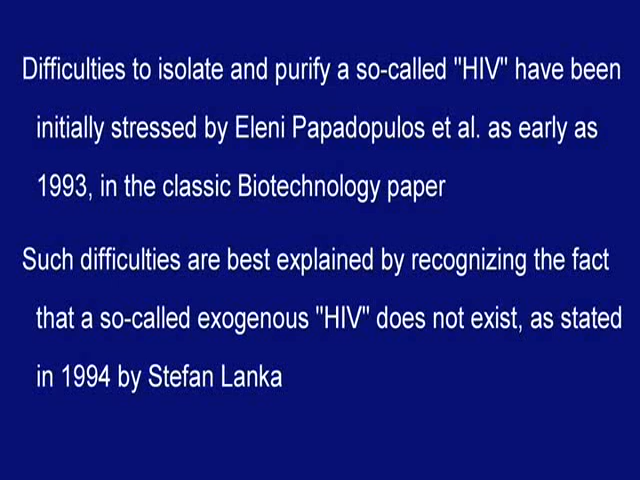 Difficulties to isolate and purify a so-called "HIV" have been
initially stressed by Eleni Papadopulos et al. as early as
1993, in the classic Biotechnology paper
Such difficulties are best explained by recognizing the fact
that a so-called exogenous "HIV" does not exist, as stated
in 1994 by Stefan Lanka